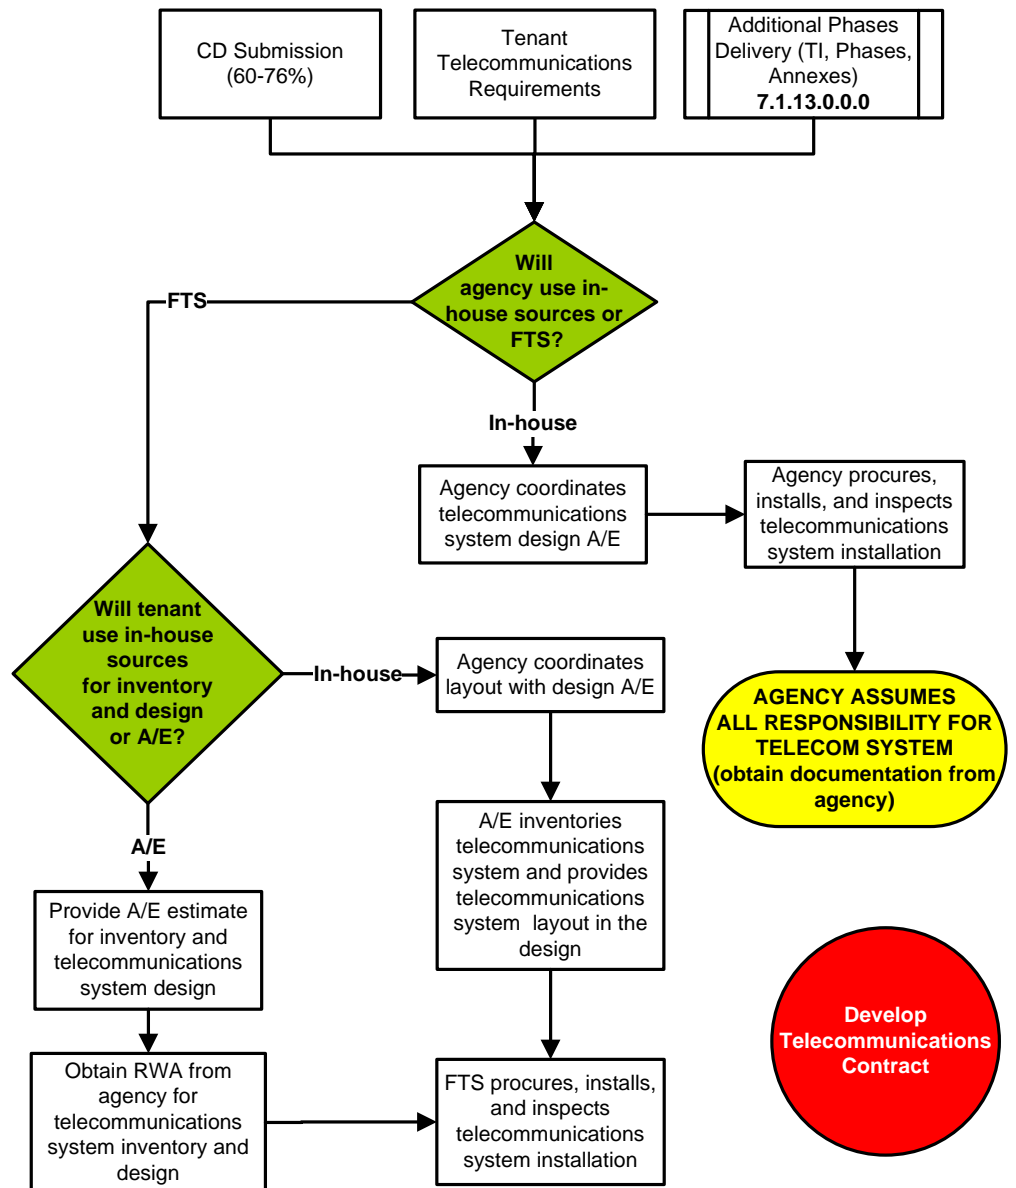 CD Submission
(60-76%)
Tenant
Telecommunications
Requirements
Additional Phases
Delivery (TI, Phases,
Annexes)
7.1.13.0.0.0
Will
agency use in-
house sources or
FTS?
FTS
In-house
Agency coordinates
telecommunications
system design A/E
Agency procures,
installs, and inspects
telecommunications
system installation
Will tenant
use in-house
sources
for inventory
and design
or A/E?
In-house
Agency coordinates
layout with design A/E
AGENCY ASSUMES
ALL RESPONSIBILITY FOR
TELECOM SYSTEM
(obtain documentation from
agency)
A/E
A/E inventories
telecommunications
system and provides
telecommunications
system layout in the
design
Provide A/E estimate
for inventory and
telecommunications
system design
Develop
Telecommunications
Contract
Obtain RWA from
agency for
telecommunications
system inventory and
design
FTS procures, installs,
and inspects
telecommunications
system installation